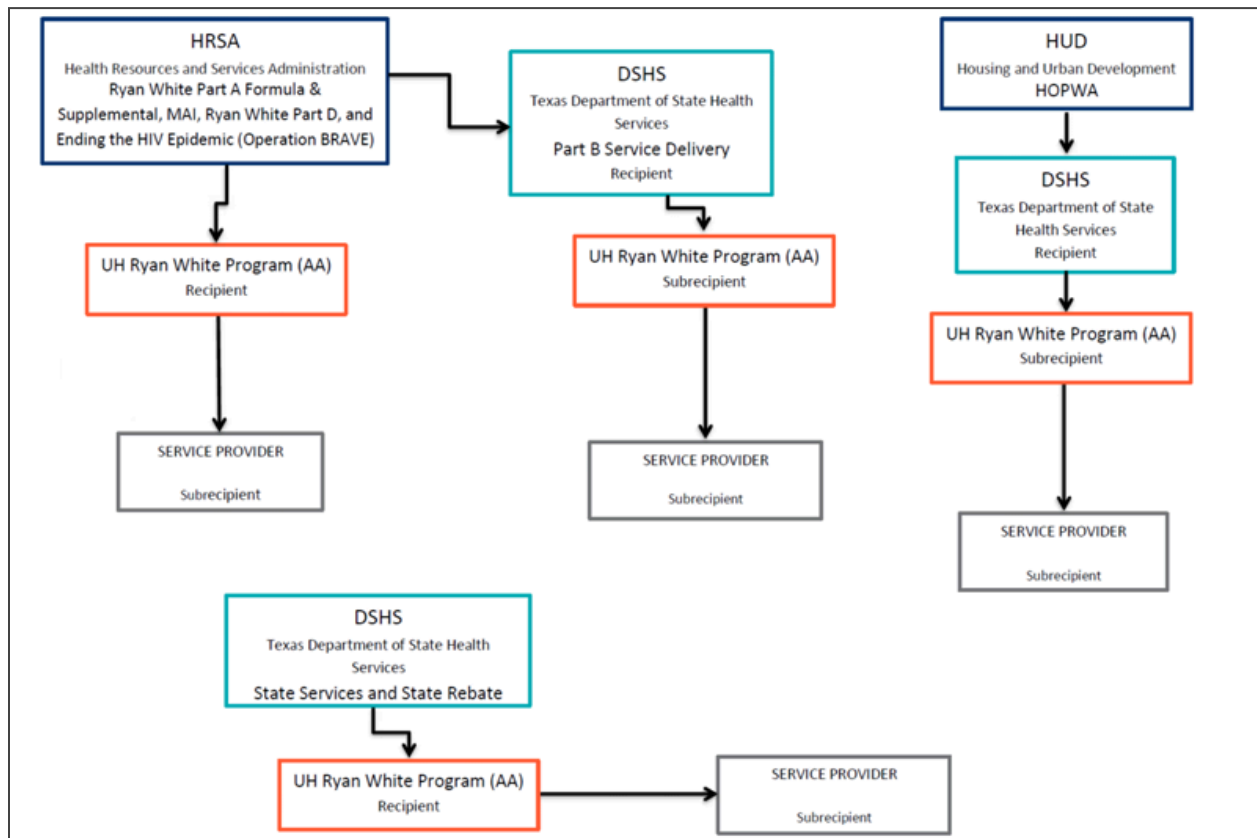 HRSA
Health Resources and Services Administration
Ryan White Part A Formula &
Supplemental, MAI, Ryan White Part D, and
Ending the HIV Epidemic (Operation BRAVE)
DSHS
Texas Department of State Health
Services
Part B Service Delivery
Recipient
HUD
Housing and Urban Development
HOPWA
DSHS
Texas Department of State
Health Services
Recipient
UH Ryan White Program (AA)
Recipient
UH Ryan White Program (AA)
Subrecipient
UH Ryan White Program (AA)
Subrecipient
SERVICE PROVIDER
Subrecipient
SERVICE PROVIDER
Subrecipient
SERVICE PROVIDER
Subrecipient
DSHS
Texas Department of State Health
Services
State Services and State Rebate
UH Ryan White Program (AA)
Recipient
SERVICE PROVIDER
Subrecipient